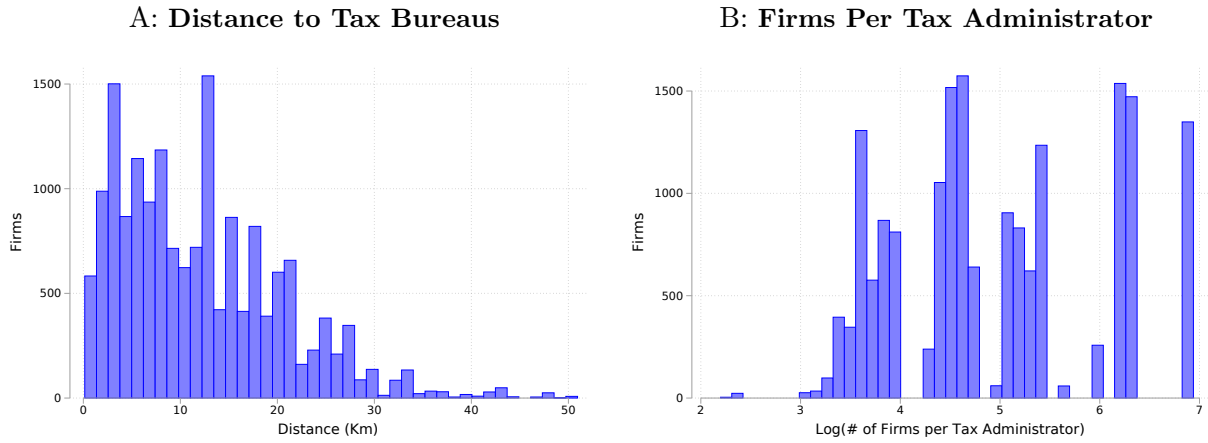 A: Distance to Tax Bureaus
1500
1000
500
0
Firms
0 10 20 30 40 50
Distance (Km)
B: Firms Per Tax Administrator
1500
1000
500
0
Firms
2 3 4 5 6 7
Log(# of Firms per Tax Administrator)